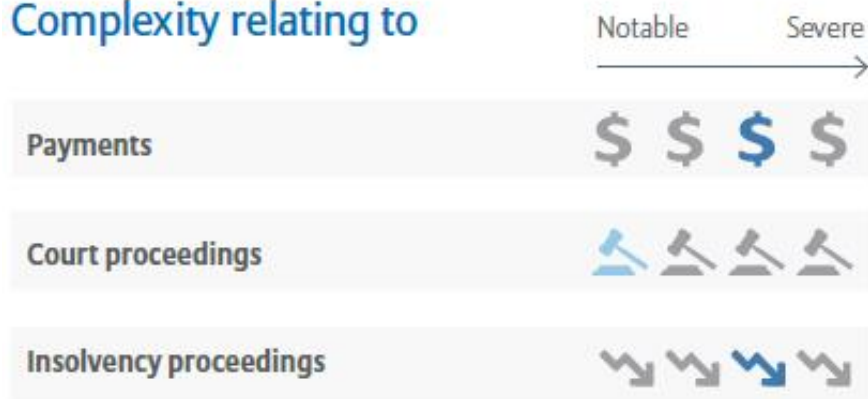 Complexity relating to
Notable Severe
Payments
$ $ $ $
Court proceedings
Insolvency proceedings